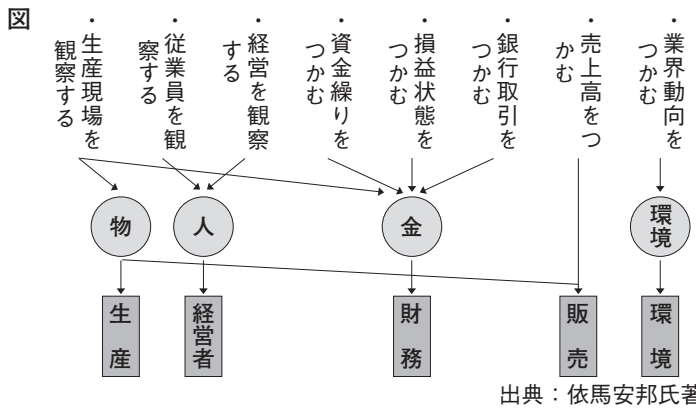 図
・業界動向を
つかむ
・売上高をつ
かむ
・銀行取引を
つかむ
・損益状態を
つかむ
・資金繰りを
つかむ
・経営を観察
する
・従業員を観
察する
・生産現場を
観察する
物
人
金
環境
生産
経営者
財務
販売
環境
出典：依馬安邦氏著